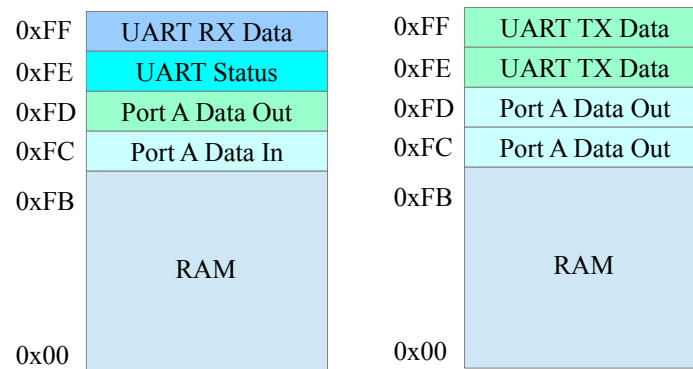 0xFF UART RX Data
0xFE UART Status
0xFD Port A Data Out
0xFC Port A Data In
0xFB
RAM
0x00
0xFF UART TX Data
0xFE UART TX Data
0xFD Port A Data Out
0xFC Port A Data Out
0xFB
RAM
0x00